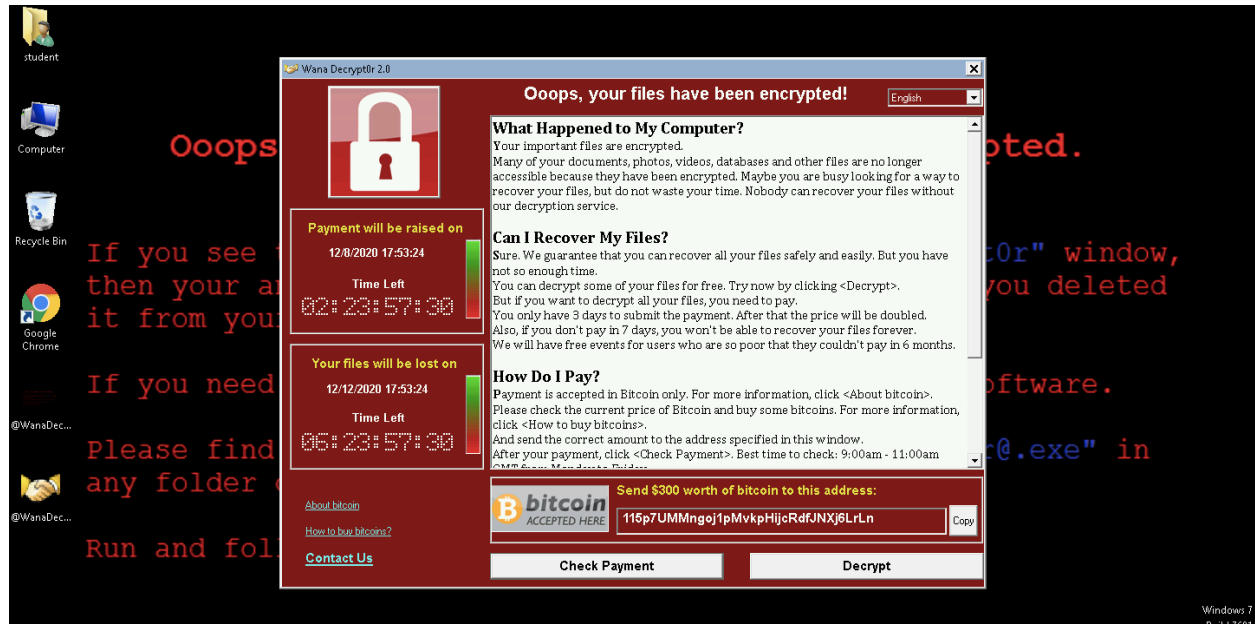 student
Computer
Recycle Bin
Google
Chrome
@WanaDec...
@WanaDec...
Ooops
pted.
If you see
t0r" window,
then your a
you deleted
it from you
If you need
oftware.
Please find
r@.exe" in
any folder
Run and fol
Wana Decrypt0r 2.0
Ooops, your files have been encrypted!
English
Payment will be raised on
12/8/2020 17:53:24
Time Left
02:23:57:30
Your files will be lost on
12/12/2020 17:53:24
Time Left
06:23:57:30
About bitcoin
How to buy bitcoins?
Contact Us
What Happened to My Computer?
Your important files are encrypted.
Many of your documents, photos, videos, databases and other files are no longer
accessible because they have been encrypted. Maybe you are busy looking for a way to
recover your files, but do not waste your time. Nobody can recover your files without
our decryption service.
Can I Recover My Files?
Sure. We guarantee that you can recover all your files safely and easily. But you have
not so enough time.
You can decrypt some of your files for free. Try now by clicking <Decrypt>.
But if you want to decrypt all your files, you need to pay.
You only have 3 days to submit the payment. After that the price will be doubled.
Also, if you don't pay in 7 days, you won't be able to recover your files forever.
We will have free events for users who are so poor that they couldn't pay in 6 months.
How Do I Pay?
Payment is accepted in Bitcoin only. For more information, click <About bitcoin>.
Please check the current price of Bitcoin and buy some bitcoins. For more information,
click <How to buy bitcoins>.
And send the correct amount to the address specified in this window.
After your payment, click <Check Payment>. Best time to check: 9:00am - 11:00am
GMT from Monday to Friday.
bitcoin
ACCEPTED HERE
Send $300 worth of bitcoin to this address:
115p7UMMngoj1pMvkpHijcRdfJNXj6LrLn
Copy
Check Payment
Decrypt
Windows 7